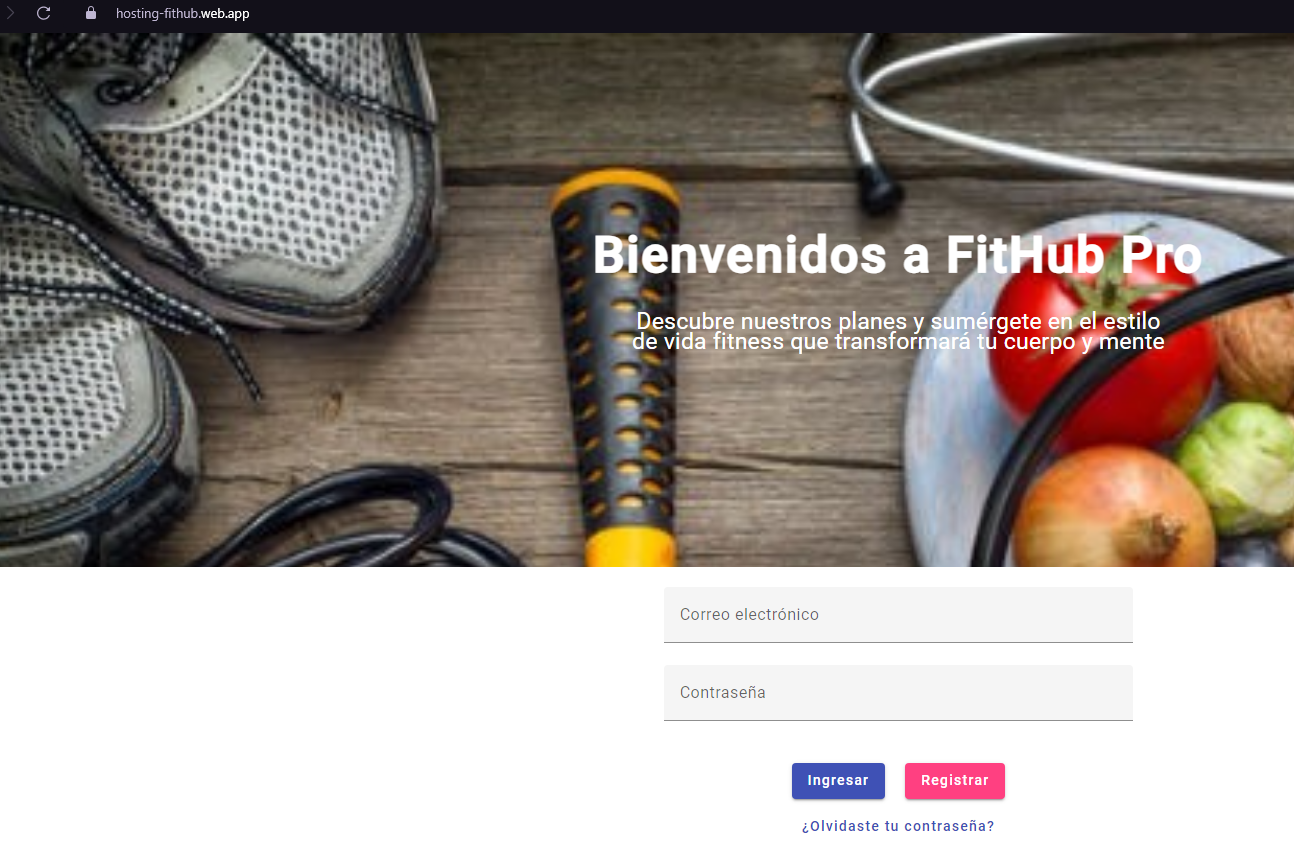 hosting-fithub.web.app
Bienvenidos a FitHub Pro
Descubre nuestros planes y sumérgete en el estilo
de vida fitness que transformará tu cuerpo y mente
Correo electrónico
Contraseña
Ingresar Registrar
¿Olvidaste tu contraseña?